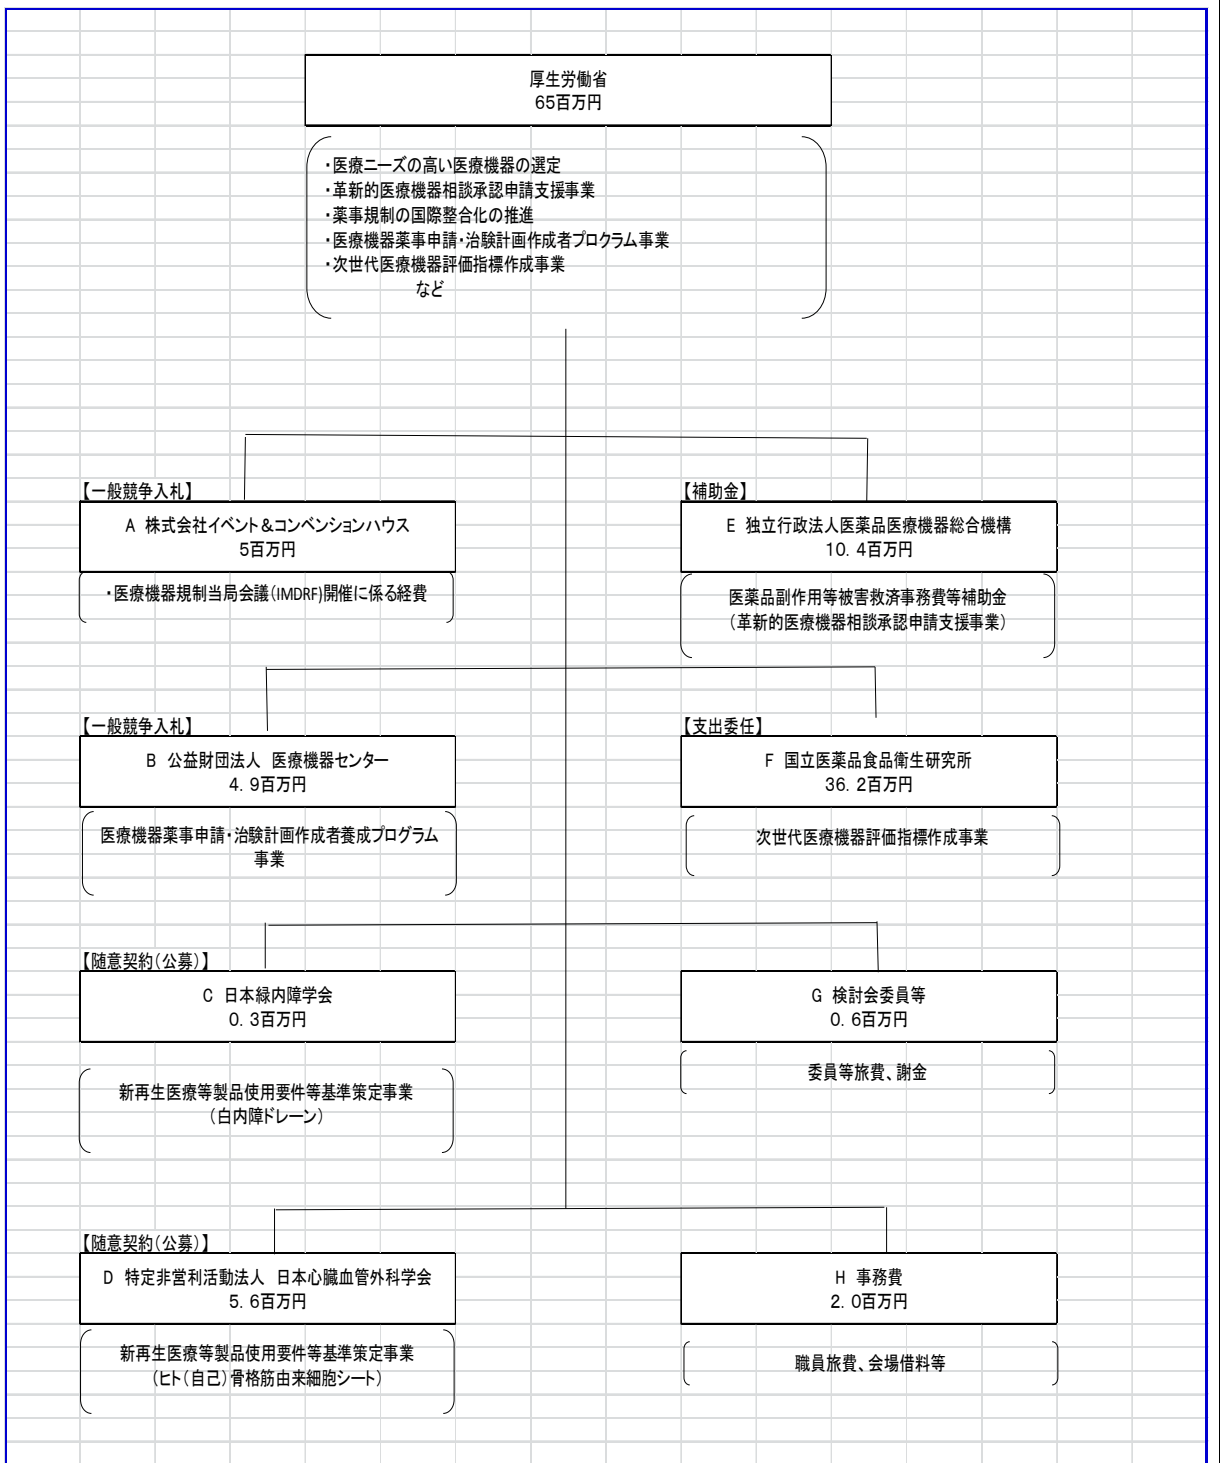 厚生労働省
65百万円
・医療ニーズの高い医療機器の選定
・革新的医療機器相談承認申請支援事業
・薬事規制の国際整合化の推進
・医療機器薬事申請・治験計画作成者プログラム事業
・次世代医療機器評価指標作成事業
など
【一般競争入札】
A 株式会社イベント＆コンベンションハウス
5百万円
・医療機器規制当局会議(IMDRF)開催に係る経費
【補助金】
E 独立行政法人医薬品医療機器総合機構
10．4百万円
医薬品副作用等被害救済事務費等補助金
（革新的医療機器相談承認申請支援事業）
【一般競争入札】
B 公益財団法人 医療機器センター
4．9百万円
医療機器薬事申請・治験計画作成者養成プログラム
事業
【支出委任】
F 国立医薬品食品衛生研究所
36．2百万円
次世代医療機器評価指標作成事業
【随意契約（公募）】
C 日本緑内障学会
0．3百万円
新再生医療等製品使用要件等基準策定事業
（白内障ドレーン）
G 検討会委員等
0．6百万円
委員等旅費、謝金
【随意契約（公募）】
D 特定非営利活動法人 日本心臓血管外科学会
5．6百万円
新再生医療等製品使用要件等基準策定事業
（ヒト（自己）骨格筋由来細胞シート）
H 事務費
2．0百万円
職員旅費、会場借料等